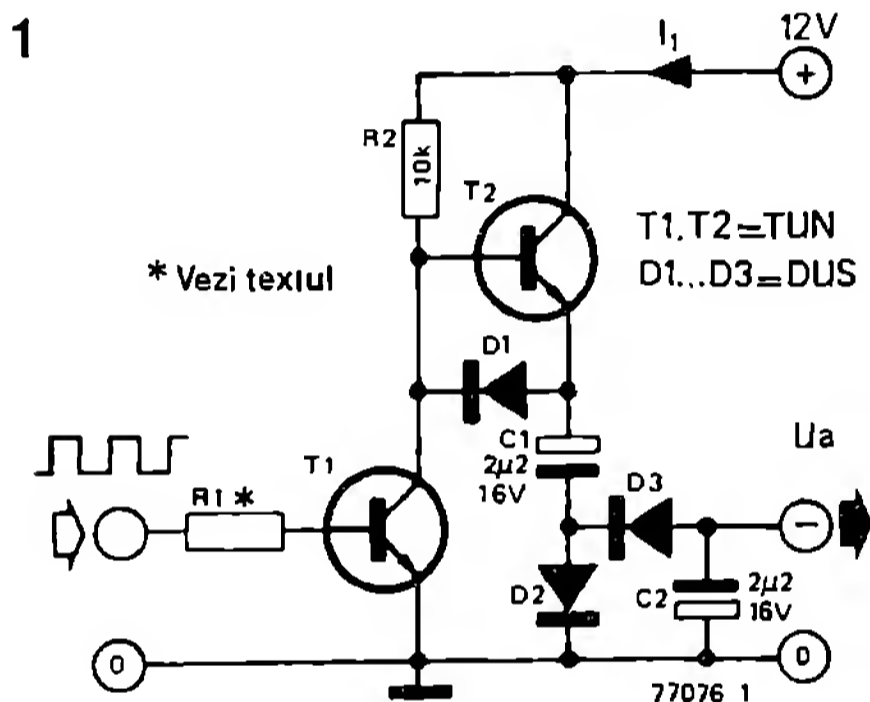 1
I₁
12V
+
R2
10k
T2
T1.T2=TUN
D1...D3=DUS
* Vezi textul
D1
C1
2µ2
16V
Ua
T1
R1*
D3
−
D2
C2
2µ2
16V
0
0
77076 1